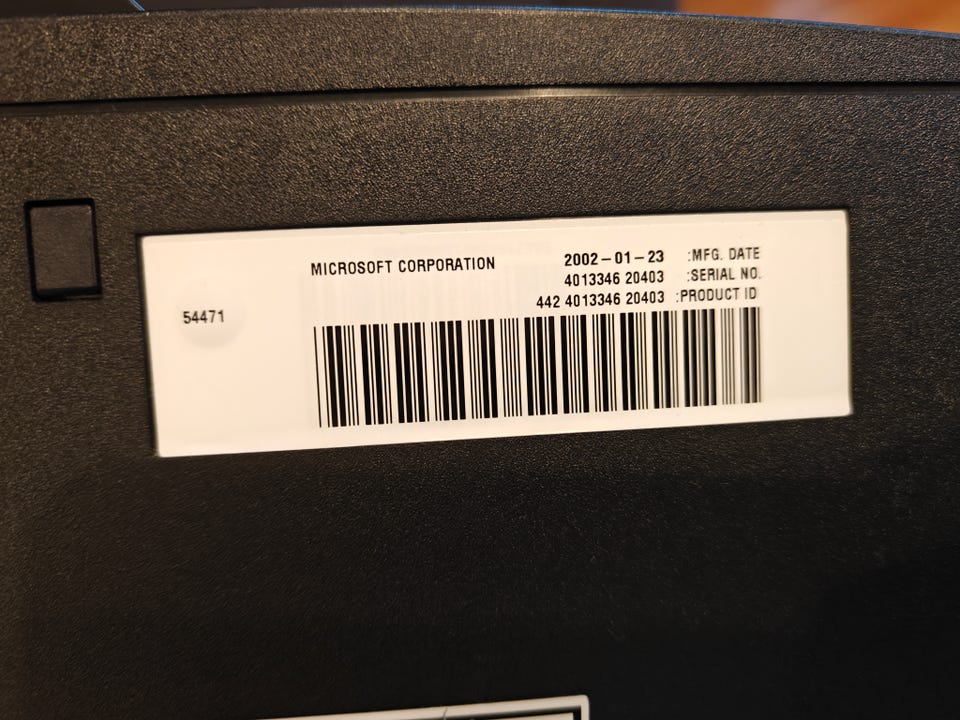 MICROSOFT CORPORATION
2002-01-23 :MFG. DATE
4013346 20403 :SERIAL NO.
442 4013346 20403 :PRODUCT ID
54471